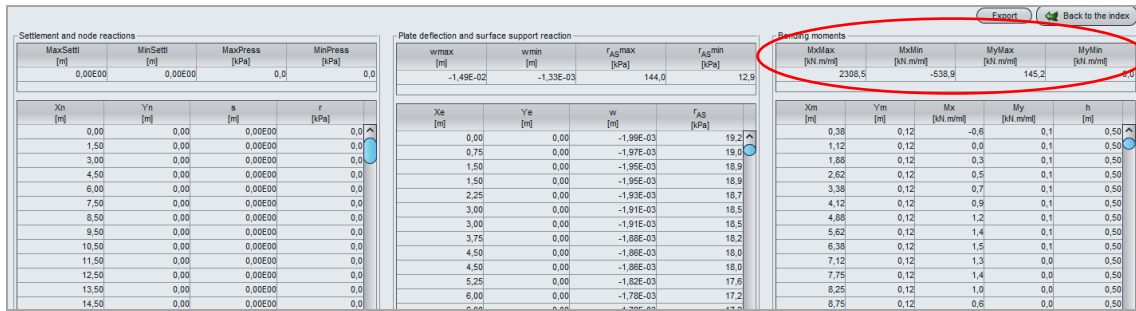 Export Back to the index
Settlement and node reactions
MaxSettl MinSettl MaxPress MinPress
[m] [m] [kPa] [kPa]
0,00E00 0,00E00 0,0 0,0
Xn Yn s r
[m] [m] [m] [kPa]
0,00 0,00 0,00E00 0,0
1,50 0,00 0,00E00 0,0
3,00 0,00 0,00E00 0,0
4,50 0,00 0,00E00 0,0
6,00 0,00 0,00E00 0,0
7,50 0,00 0,00E00 0,0
8,50 0,00 0,00E00 0,0
9,50 0,00 0,00E00 0,0
10,50 0,00 0,00E00 0,0
11,50 0,00 0,00E00 0,0
12,50 0,00 0,00E00 0,0
13,50 0,00 0,00E00 0,0
14,50 0,00 0,00E00 0,0
Plate deflection and surface support reaction
wmax wmin rASmax rASmin
[m] [m] [kPa] [kPa]
-1,49E-02 -1,33E-03 144,0 12,9
Xe Ye w rAS
[m] [m] [m] [kPa]
0,00 0,00 -1,99E-03 19,2
0,75 0,00 -1,97E-03 19,0
1,50 0,00 -1,95E-03 18,9
1,50 0,00 -1,95E-03 18,9
2,25 0,00 -1,93E-03 18,7
3,00 0,00 -1,91E-03 18,5
3,00 0,00 -1,91E-03 18,5
3,75 0,00 -1,88E-03 18,2
4,50 0,00 -1,86E-03 18,0
4,50 0,00 -1,86E-03 18,0
5,25 0,00 -1,82E-03 17,6
6,00 0,00 -1,78E-03 17,2
Bending moments
MxMax MxMin MyMax MyMin
[kN.m/ml] [kN.m/ml] [kN.m/ml] [kN.m/ml]
2308,5 -538,9 145,2
Xm Ym Mx My h
[m] [m] [kN.m/ml] [kN.m/ml] [m]
0,38 0,12 -0,6 0,1 0,50
1,12 0,12 0,0 0,1 0,50
1,88 0,12 0,3 0,1 0,50
2,62 0,12 0,5 0,1 0,50
3,38 0,12 0,7 0,1 0,50
4,12 0,12 0,9 0,1 0,50
4,88 0,12 1,2 0,1 0,50
5,62 0,12 1,4 0,1 0,50
6,38 0,12 1,5 0,1 0,50
7,12 0,12 1,3 0,0 0,50
7,75 0,12 1,4 0,0 0,50
8,25 0,12 1,0 0,0 0,50
8,75 0,12 0,6 0,0 0,50